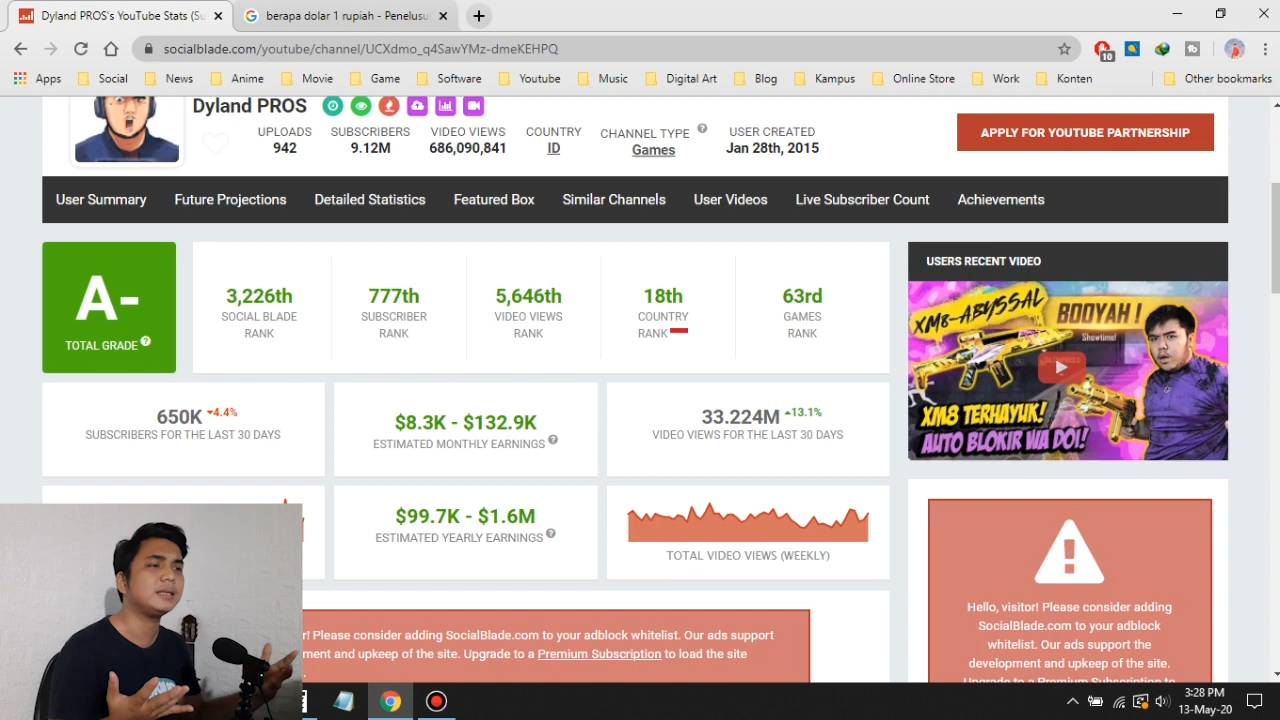 Dyland PROS's YouTube Stats (Su
berapa dolar 1 rupiah - Penelusu
socialblade.com/youtube/channel/UCXdmo_q4SawYMz-dmeKEHPQ
10
Apps Social News Anime Movie Game Software Youtube Music Digital Art Blog Kampus Online Store Work Konten Other bookmarks
Dyland PROS
UPLOADS
942
SUBSCRIBERS
9.12M
VIDEO VIEWS
686,090,841
COUNTRY
ID
CHANNEL TYPE
Games
USER CREATED
Jan 28th, 2015
APPLY FOR YOUTUBE PARTNERSHIP
User Summary Future Projections Detailed Statistics Featured Box Similar Channels User Videos Live Subscriber Count Achievements
A-
TOTAL GRADE
3,226th
SOCIAL BLADE
RANK
777th
SUBSCRIBER
RANK
5,646th
VIDEO VIEWS
RANK
18th
COUNTRY
RANK
63rd
GAMES
RANK
USERS RECENT VIDEO
XM8-ABYSSAL
BOOYAH!
Showtime!
XM8 TERHAYUK!
AUTO BLOKIR WA DOI!
650K -4.4%
SUBSCRIBERS FOR THE LAST 30 DAYS
$8.3K - $132.9K
ESTIMATED MONTHLY EARNINGS
33.224M 13.1%
VIDEO VIEWS FOR THE LAST 30 DAYS
$99.7K - $1.6M
ESTIMATED YEARLY EARNINGS
TOTAL VIDEO VIEWS (WEEKLY)
r! Please consider adding SocialBlade.com to your adblock whitelist. Our ads support
ment and upkeep of the site. Upgrade to a Premium Subscription to load the site
Hello, visitor! Please consider adding
SocialBlade.com to your adblock
whitelist. Our ads support the
development and upkeep of the site.
Upgrade to a Premium Subscription to
3:28 PM
13-May-20